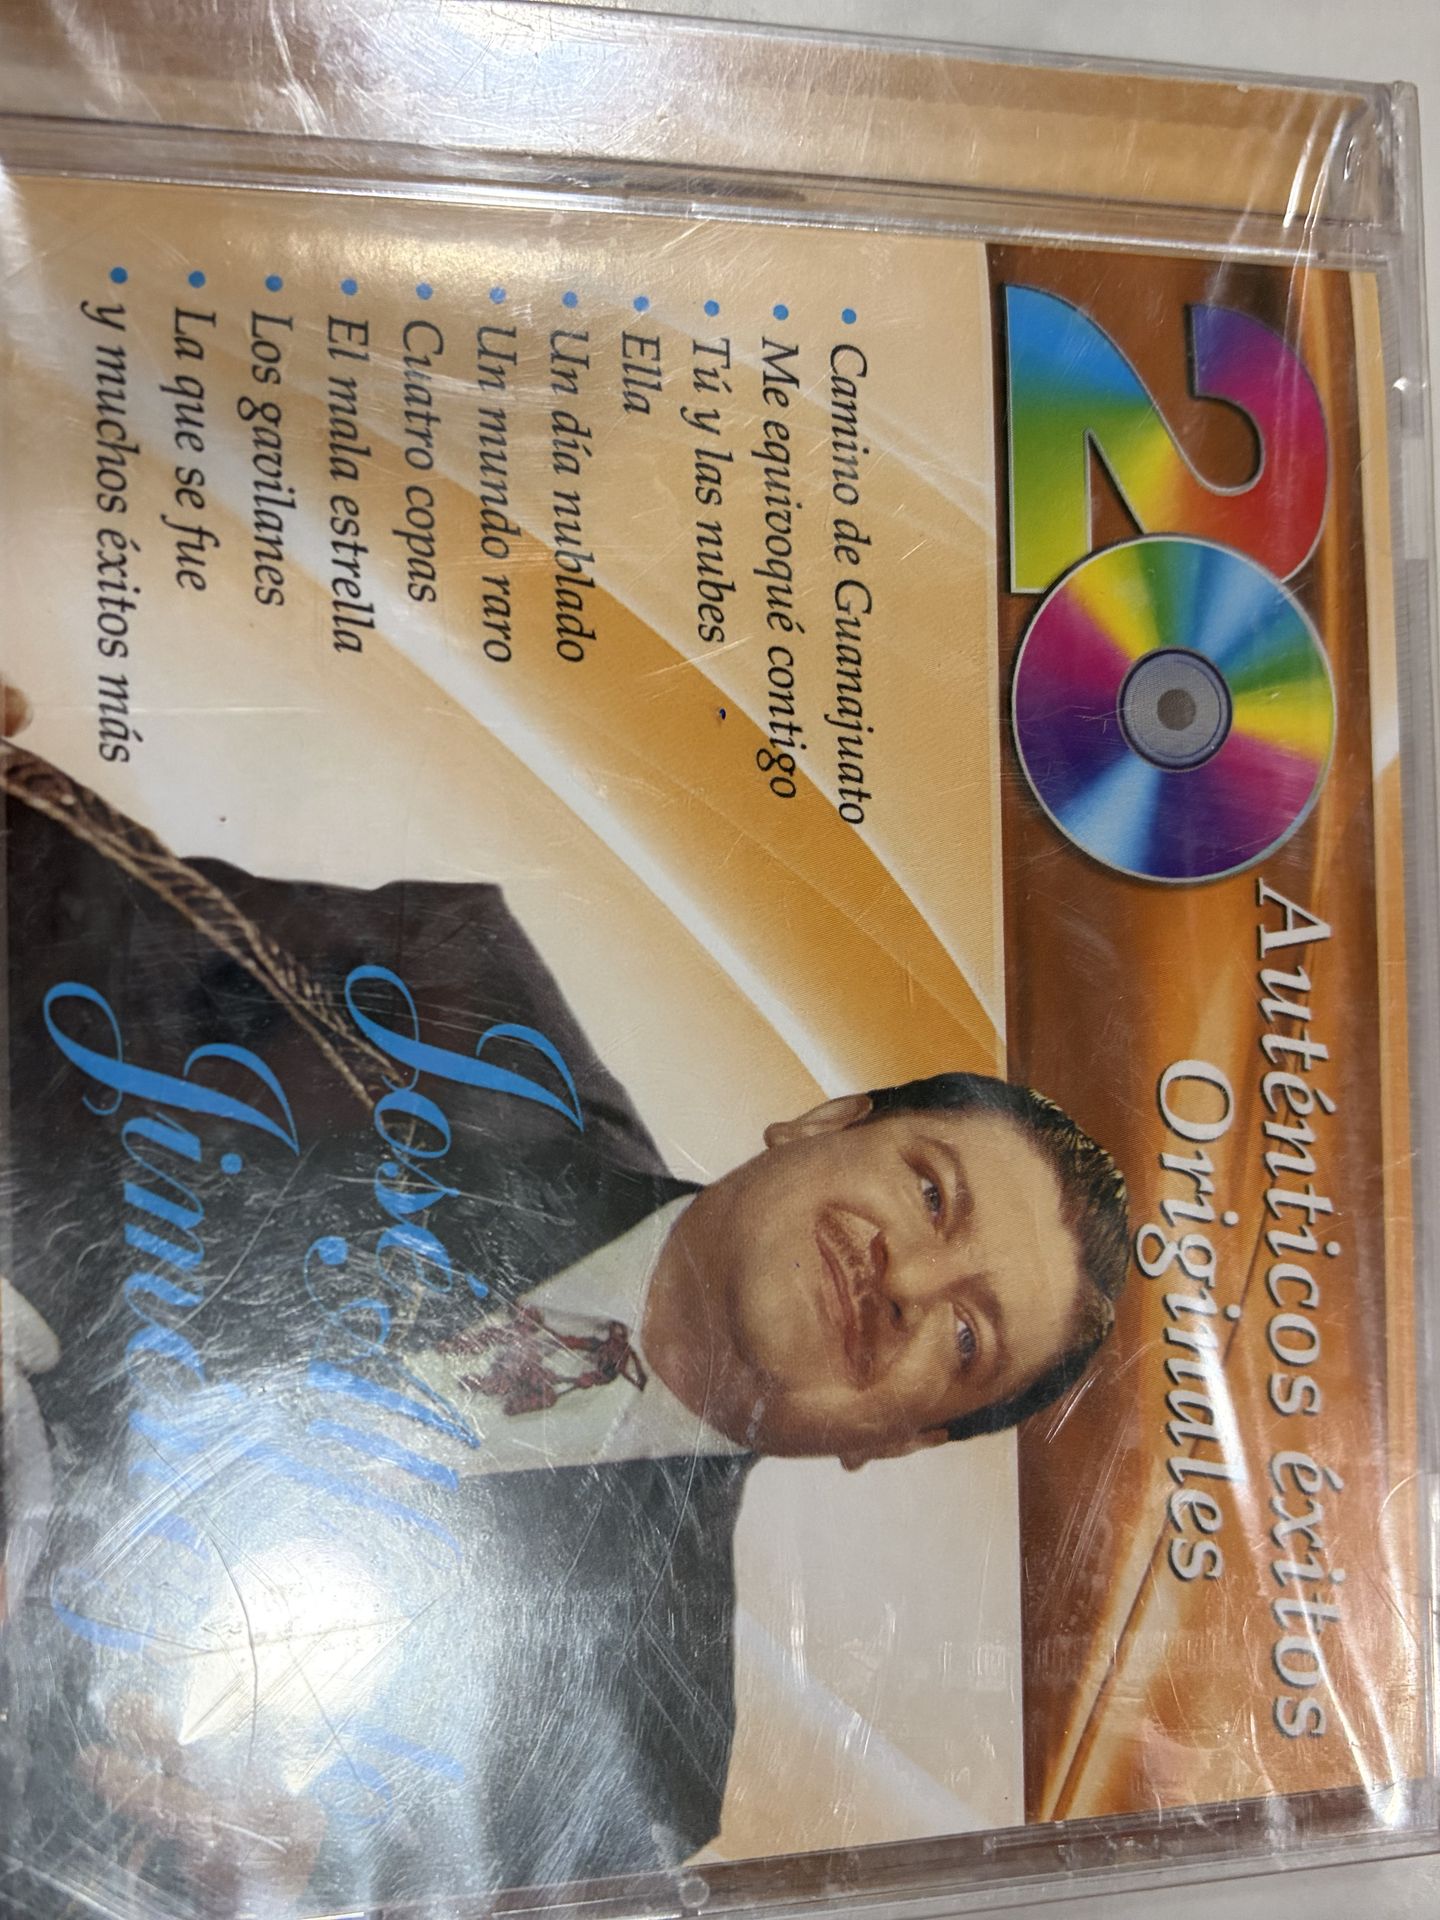 20 Auténticos éxitos
Originales
• Camino de Guanajuato
• Me equivoqué contigo
• Tú y las nubes
• Ella
• Un día nublado
• Un mundo raro
• Cuatro copas
• El mala estrella
• Los gavilanes
• La que se fue
• y muchos éxitos más
José Alfredo
Jiménez